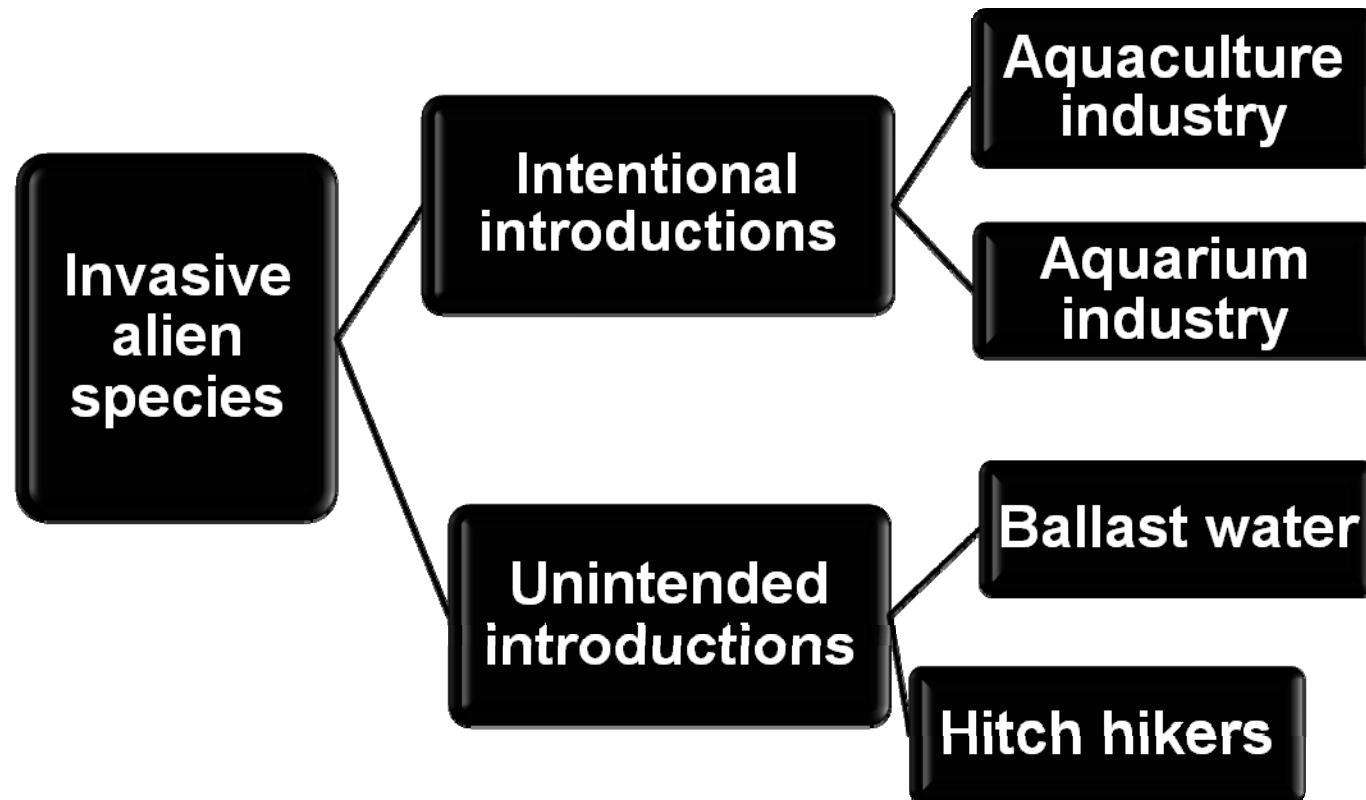 Invasive
alien
species
Intentional
introductions
Aquaculture
industry
Aquarium
industry
Unintended
introductions
Ballast water
Hitch hikers